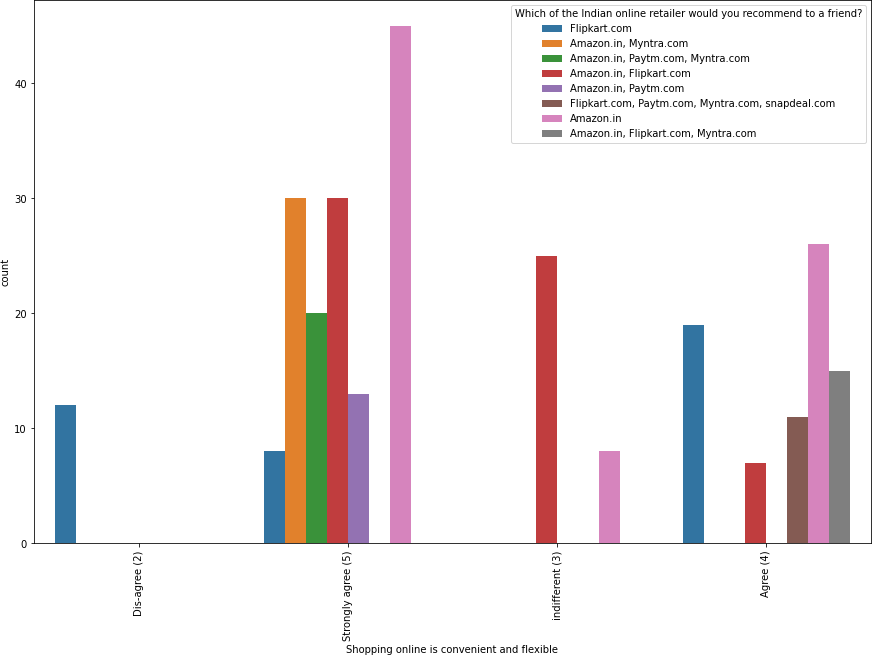 Which of the Indian online retailer would you recommend to a friend?
Flipkart.com
Amazon.in, Myntra.com
Amazon.in, Paytm.com, Myntra.com
Amazon.in, Flipkart.com
Amazon.in, Paytm.com
Flipkart.com, Paytm.com, Myntra.com, snapdeal.com
Amazon.in
Amazon.in, Flipkart.com, Myntra.com
count
40
30
20
10
0
Dis-agree (2)
Strongly agree (5)
indifferent (3)
Agree (4)
Shopping online is convenient and flexible